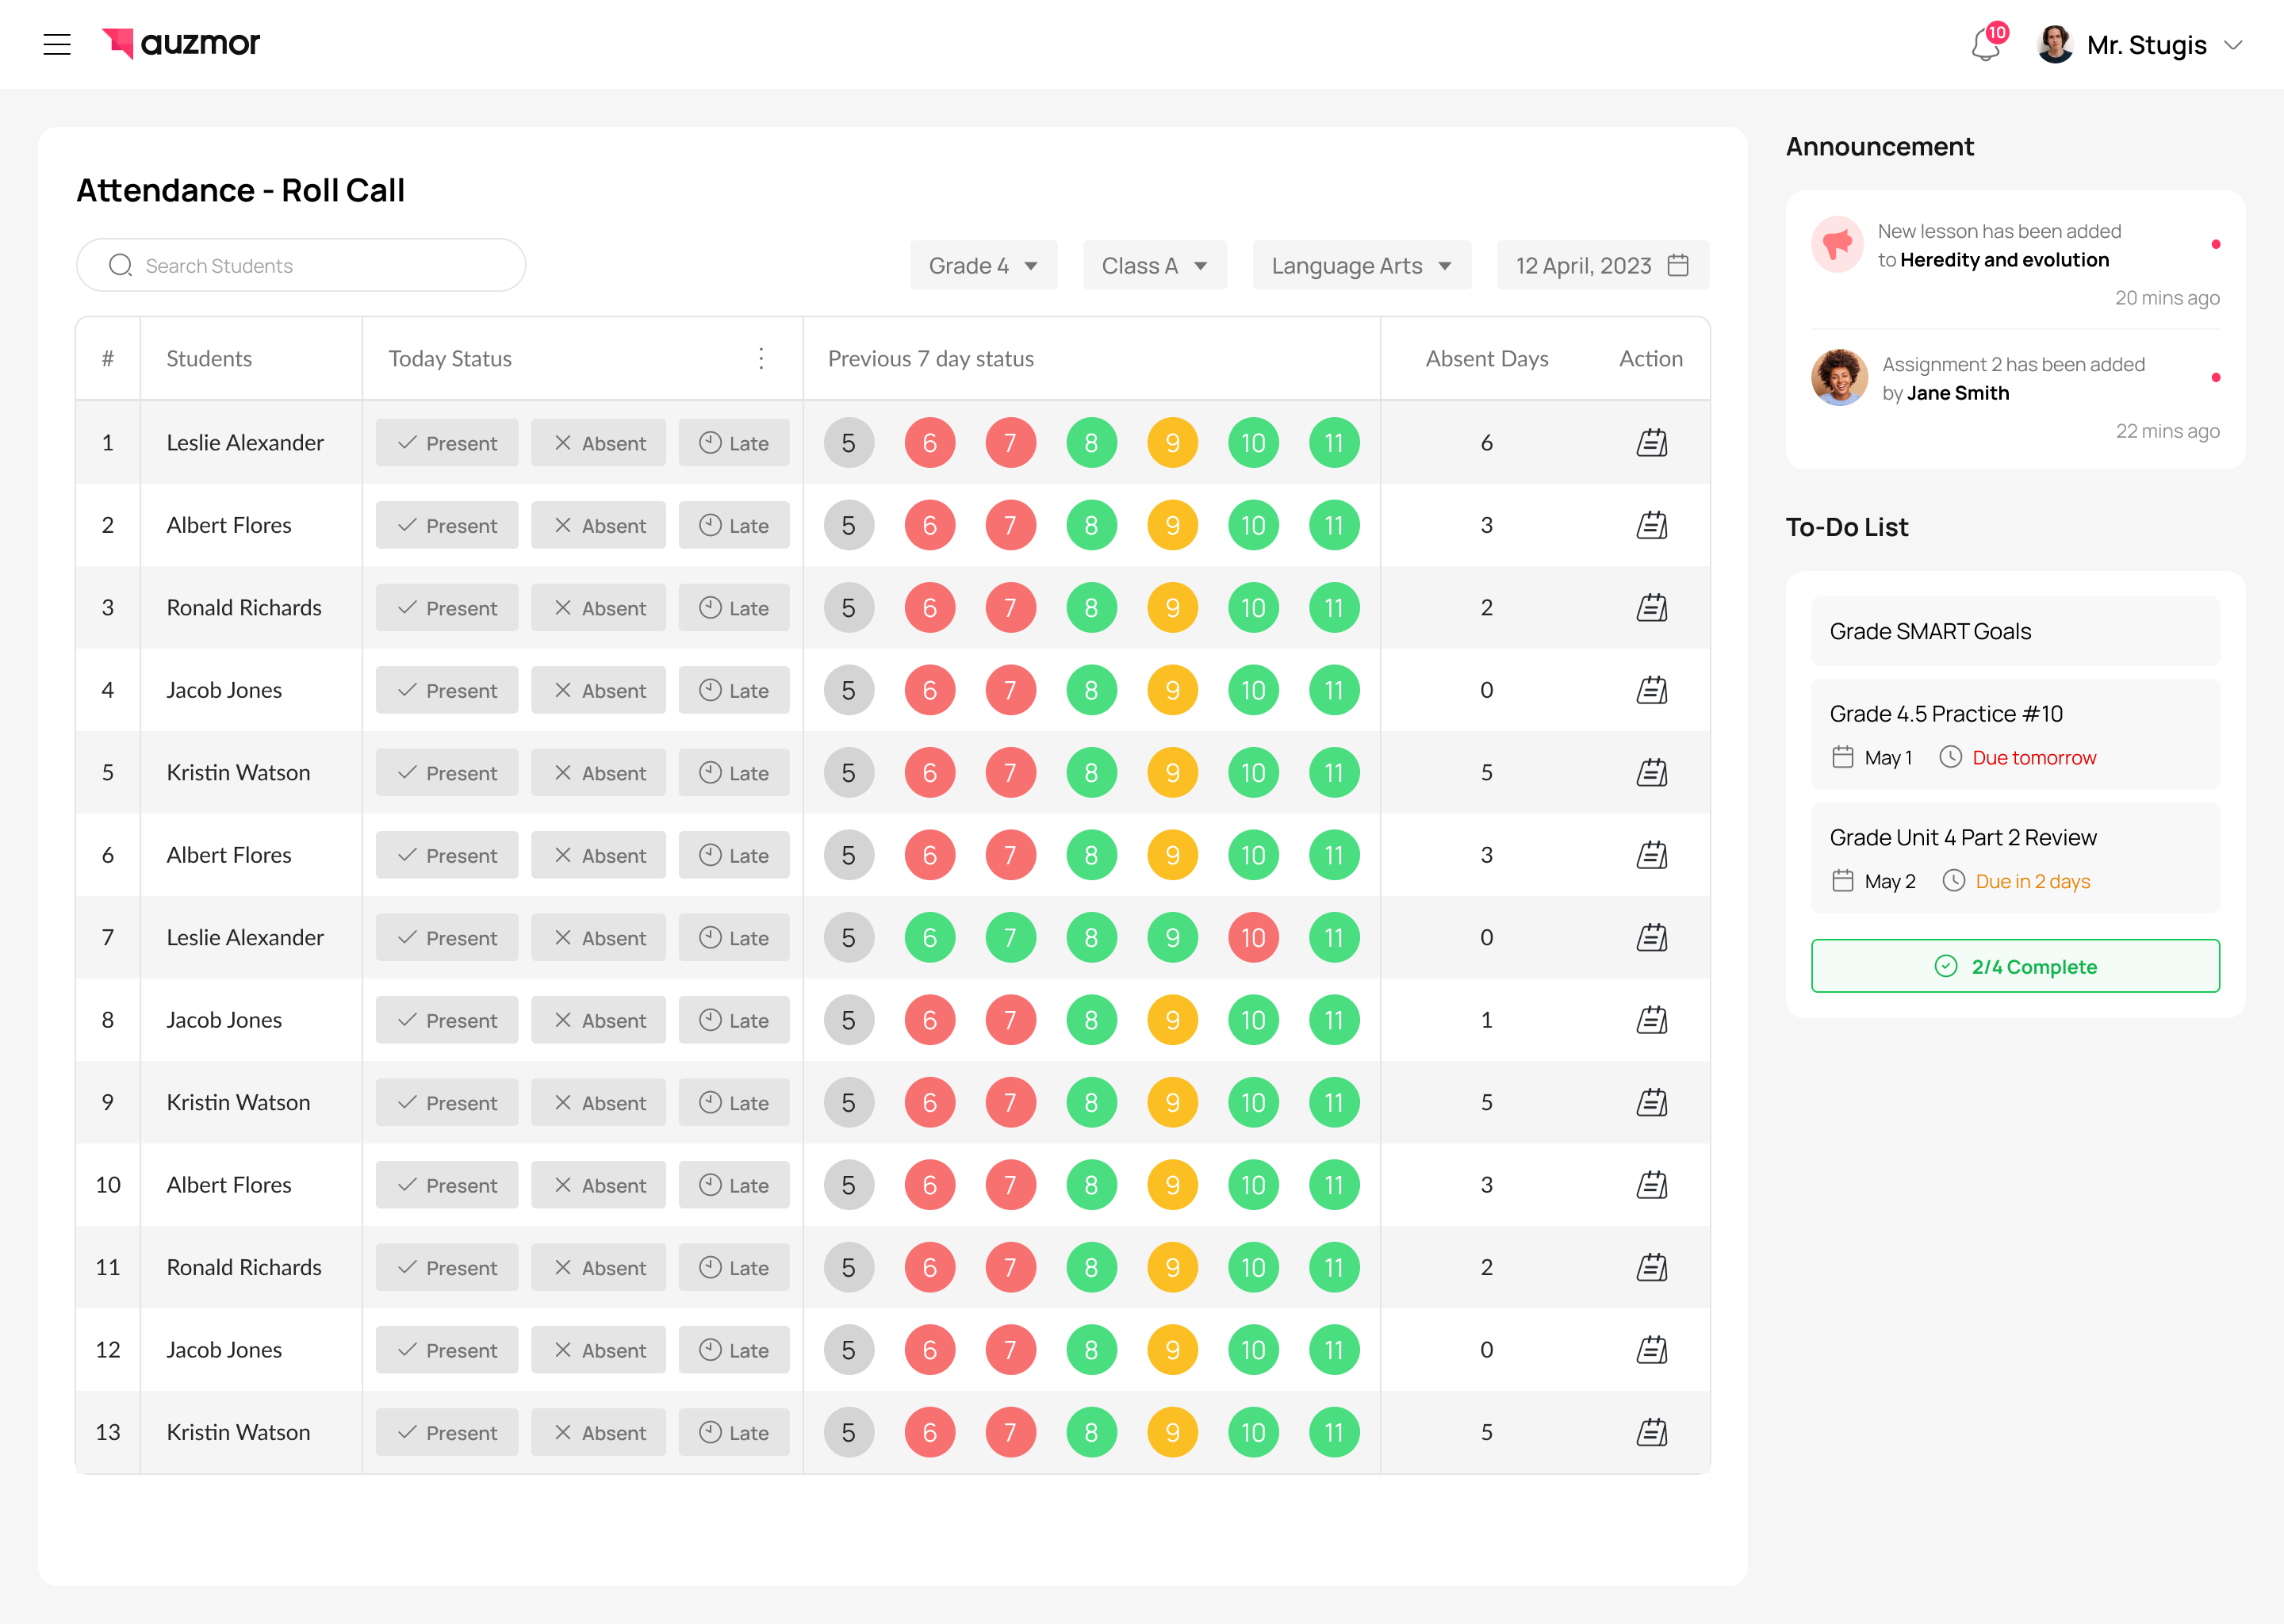 auzmor
10
Mr. Stugis
Attendance - Roll Call
Search Students
Grade 4
Class A
Language Arts
12 April, 2023
# Students Today Status Previous 7 day status Absent Days Action
1 Leslie Alexander Present Absent Late 5 6 7 8 9 10 11 6
2 Albert Flores Present Absent Late 5 6 7 8 9 10 11 3
3 Ronald Richards Present Absent Late 5 6 7 8 9 10 11 2
4 Jacob Jones Present Absent Late 5 6 7 8 9 10 11 0
5 Kristin Watson Present Absent Late 5 6 7 8 9 10 11 5
6 Albert Flores Present Absent Late 5 6 7 8 9 10 11 3
7 Leslie Alexander Present Absent Late 5 6 7 8 9 10 11 0
8 Jacob Jones Present Absent Late 5 6 7 8 9 10 11 1
9 Kristin Watson Present Absent Late 5 6 7 8 9 10 11 5
10 Albert Flores Present Absent Late 5 6 7 8 9 10 11 3
11 Ronald Richards Present Absent Late 5 6 7 8 9 10 11 2
12 Jacob Jones Present Absent Late 5 6 7 8 9 10 11 0
13 Kristin Watson Present Absent Late 5 6 7 8 9 10 11 5
Announcement
New lesson has been added
to Heredity and evolution
20 mins ago
Assignment 2 has been added
by Jane Smith
22 mins ago
To-Do List
Grade SMART Goals
Grade 4.5 Practice #10
May 1 Due tomorrow
Grade Unit 4 Part 2 Review
May 2 Due in 2 days
2/4 Complete